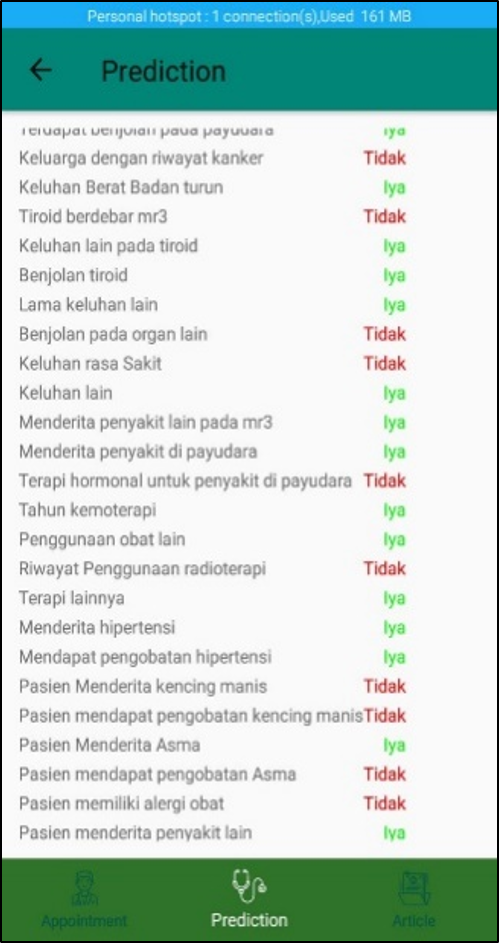 Personal hotspot : 1 connection(s),Used 161 MB
Prediction
Terdapat benjolan pada payudara Iya
Keluarga dengan riwayat kanker Tidak
Keluhan Berat Badan turun Iya
Tiroid berdebar mr3 Tidak
Keluhan lain pada tiroid Iya
Benjolan tiroid Iya
Lama keluhan lain Iya
Benjolan pada organ lain Tidak
Keluhan rasa Sakit Tidak
Keluhan lain Iya
Menderita penyakit lain pada mr3 Iya
Menderita penyakit di payudara Iya
Terapi hormonal untuk penyakit di payudara Tidak
Tahun kemoterapi Iya
Penggunaan obat lain Iya
Riwayat Penggunaan radioterapi Tidak
Terapi lainnya Iya
Menderita hipertensi Iya
Mendapat pengobatan hipertensi Iya
Pasien Menderita kencing manis Tidak
Pasien mendapat pengobatan kencing manis Tidak
Pasien Menderita Asma Iya
Pasien mendapat pengobatan Asma Tidak
Pasien memiliki alergi obat Tidak
Pasien menderita penyakit lain Iya
Appointment Prediction Article